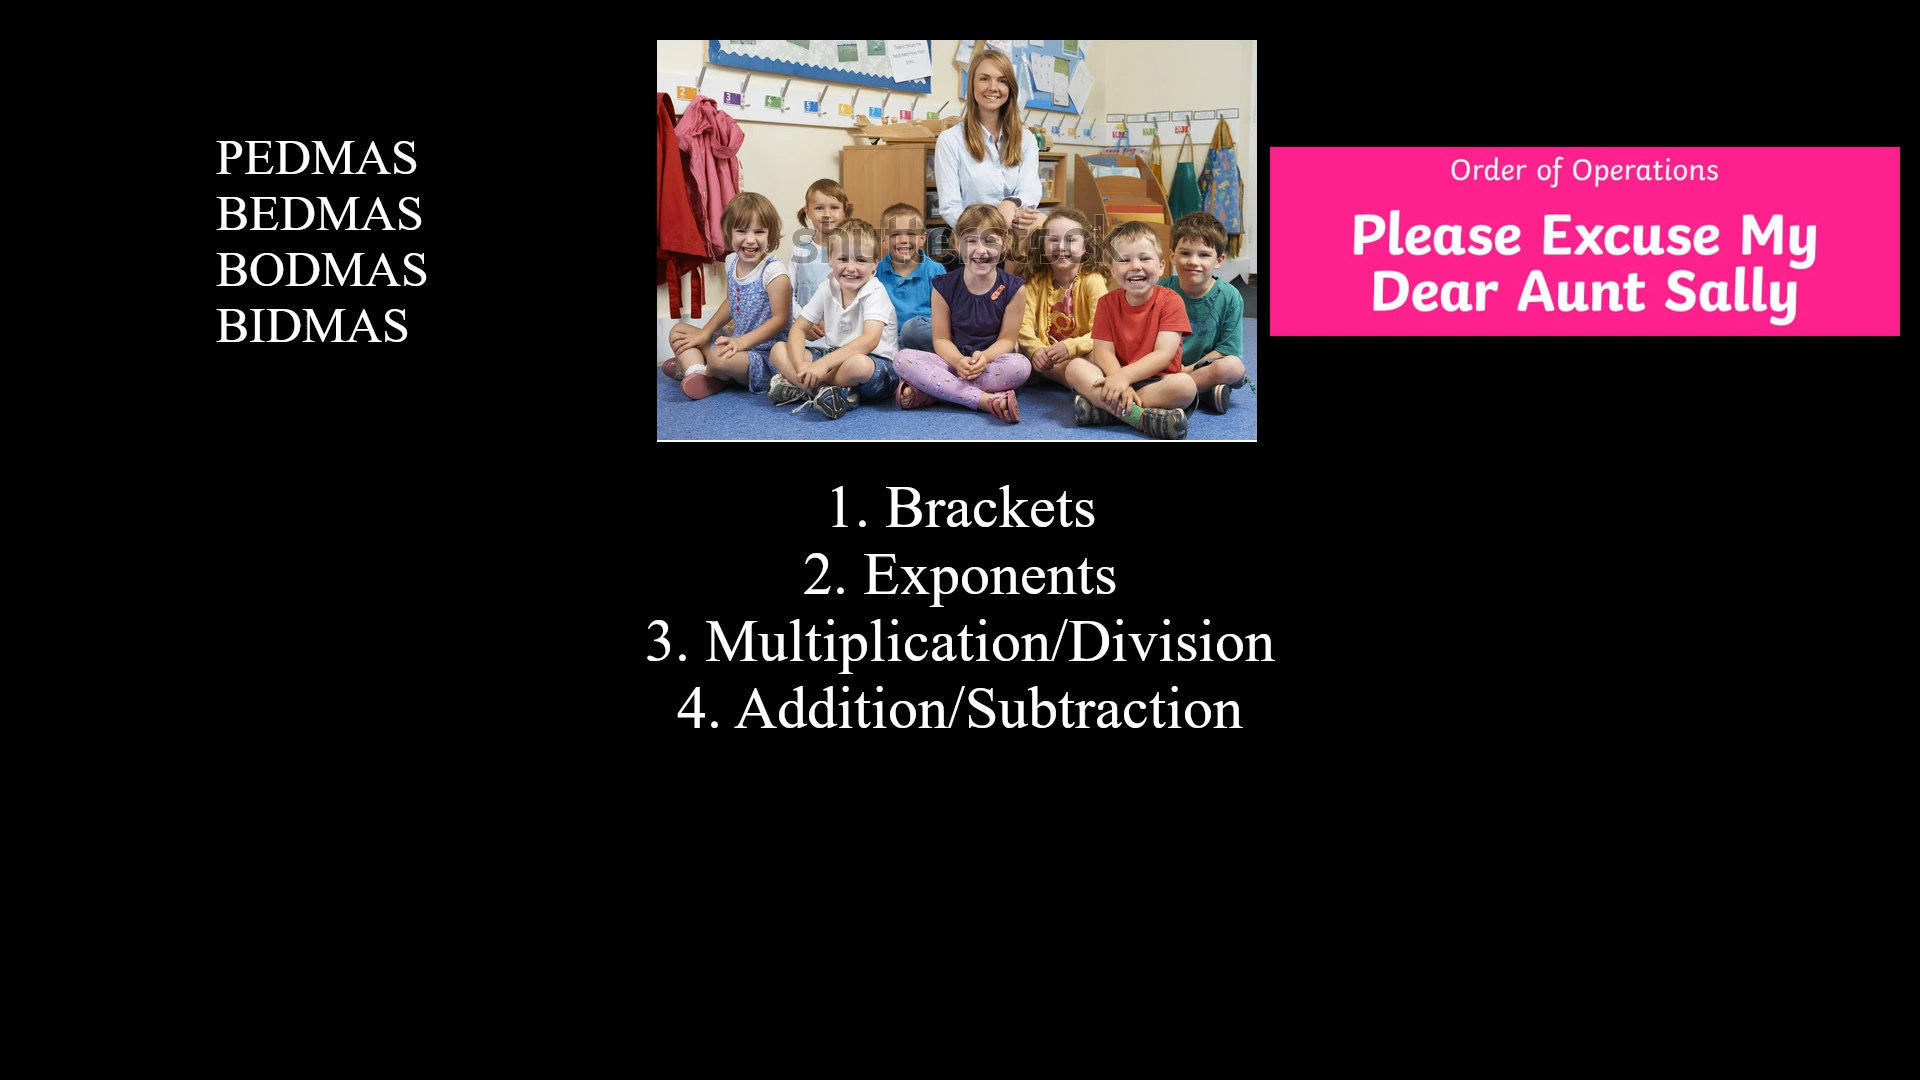 PEDMAS
BEDMAS
BODMAS
BIDMAS
shutterstock
Order of Operations
Please Excuse My
Dear Aunt Sally
1. Brackets
2. Exponents
3. Multiplication/Division
4. Addition/Subtraction